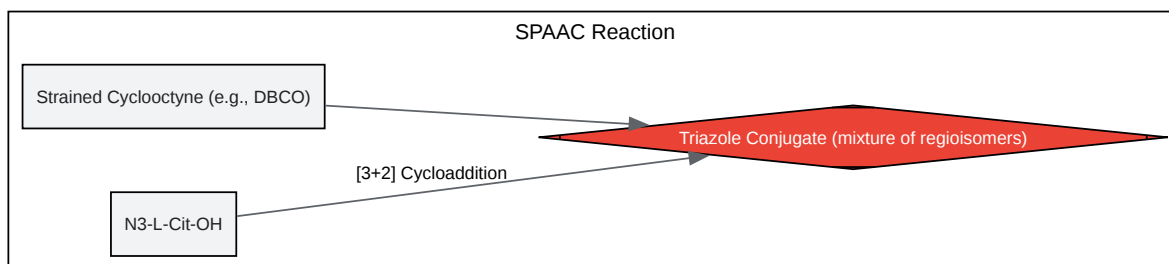 SPAAC Reaction
Strained Cyclooctyne (e.g., DBCO)
Triazole Conjugate (mixture of regioisomers)
[3+2] Cycloaddition
N3-L-Cit-OH